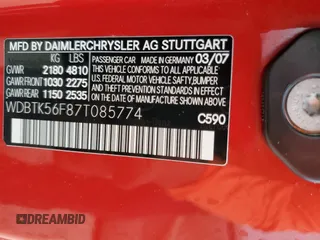 MFD. BY DAIMLERCHRYSLER AG STUTTGART
KG LBS PASSENGER CAR MADE IN GERMANY 03/07
GVWR 2180 4810 THIS VEHICLE CONFORMS TO ALL APPLICABLE
GAWR FRONT 1030 2275 U.S. FEDERAL MOTOR VEHICLE SAFETY, BUMPER,
GAWR REAR 1150 2535 AND THEFT PREVENTION STANDARDS IN EFFECT
ON THE DATE OF MANUFACTURE SHOWN ABOVE.
WDBTK56F87T085774
C590
DREAMBID